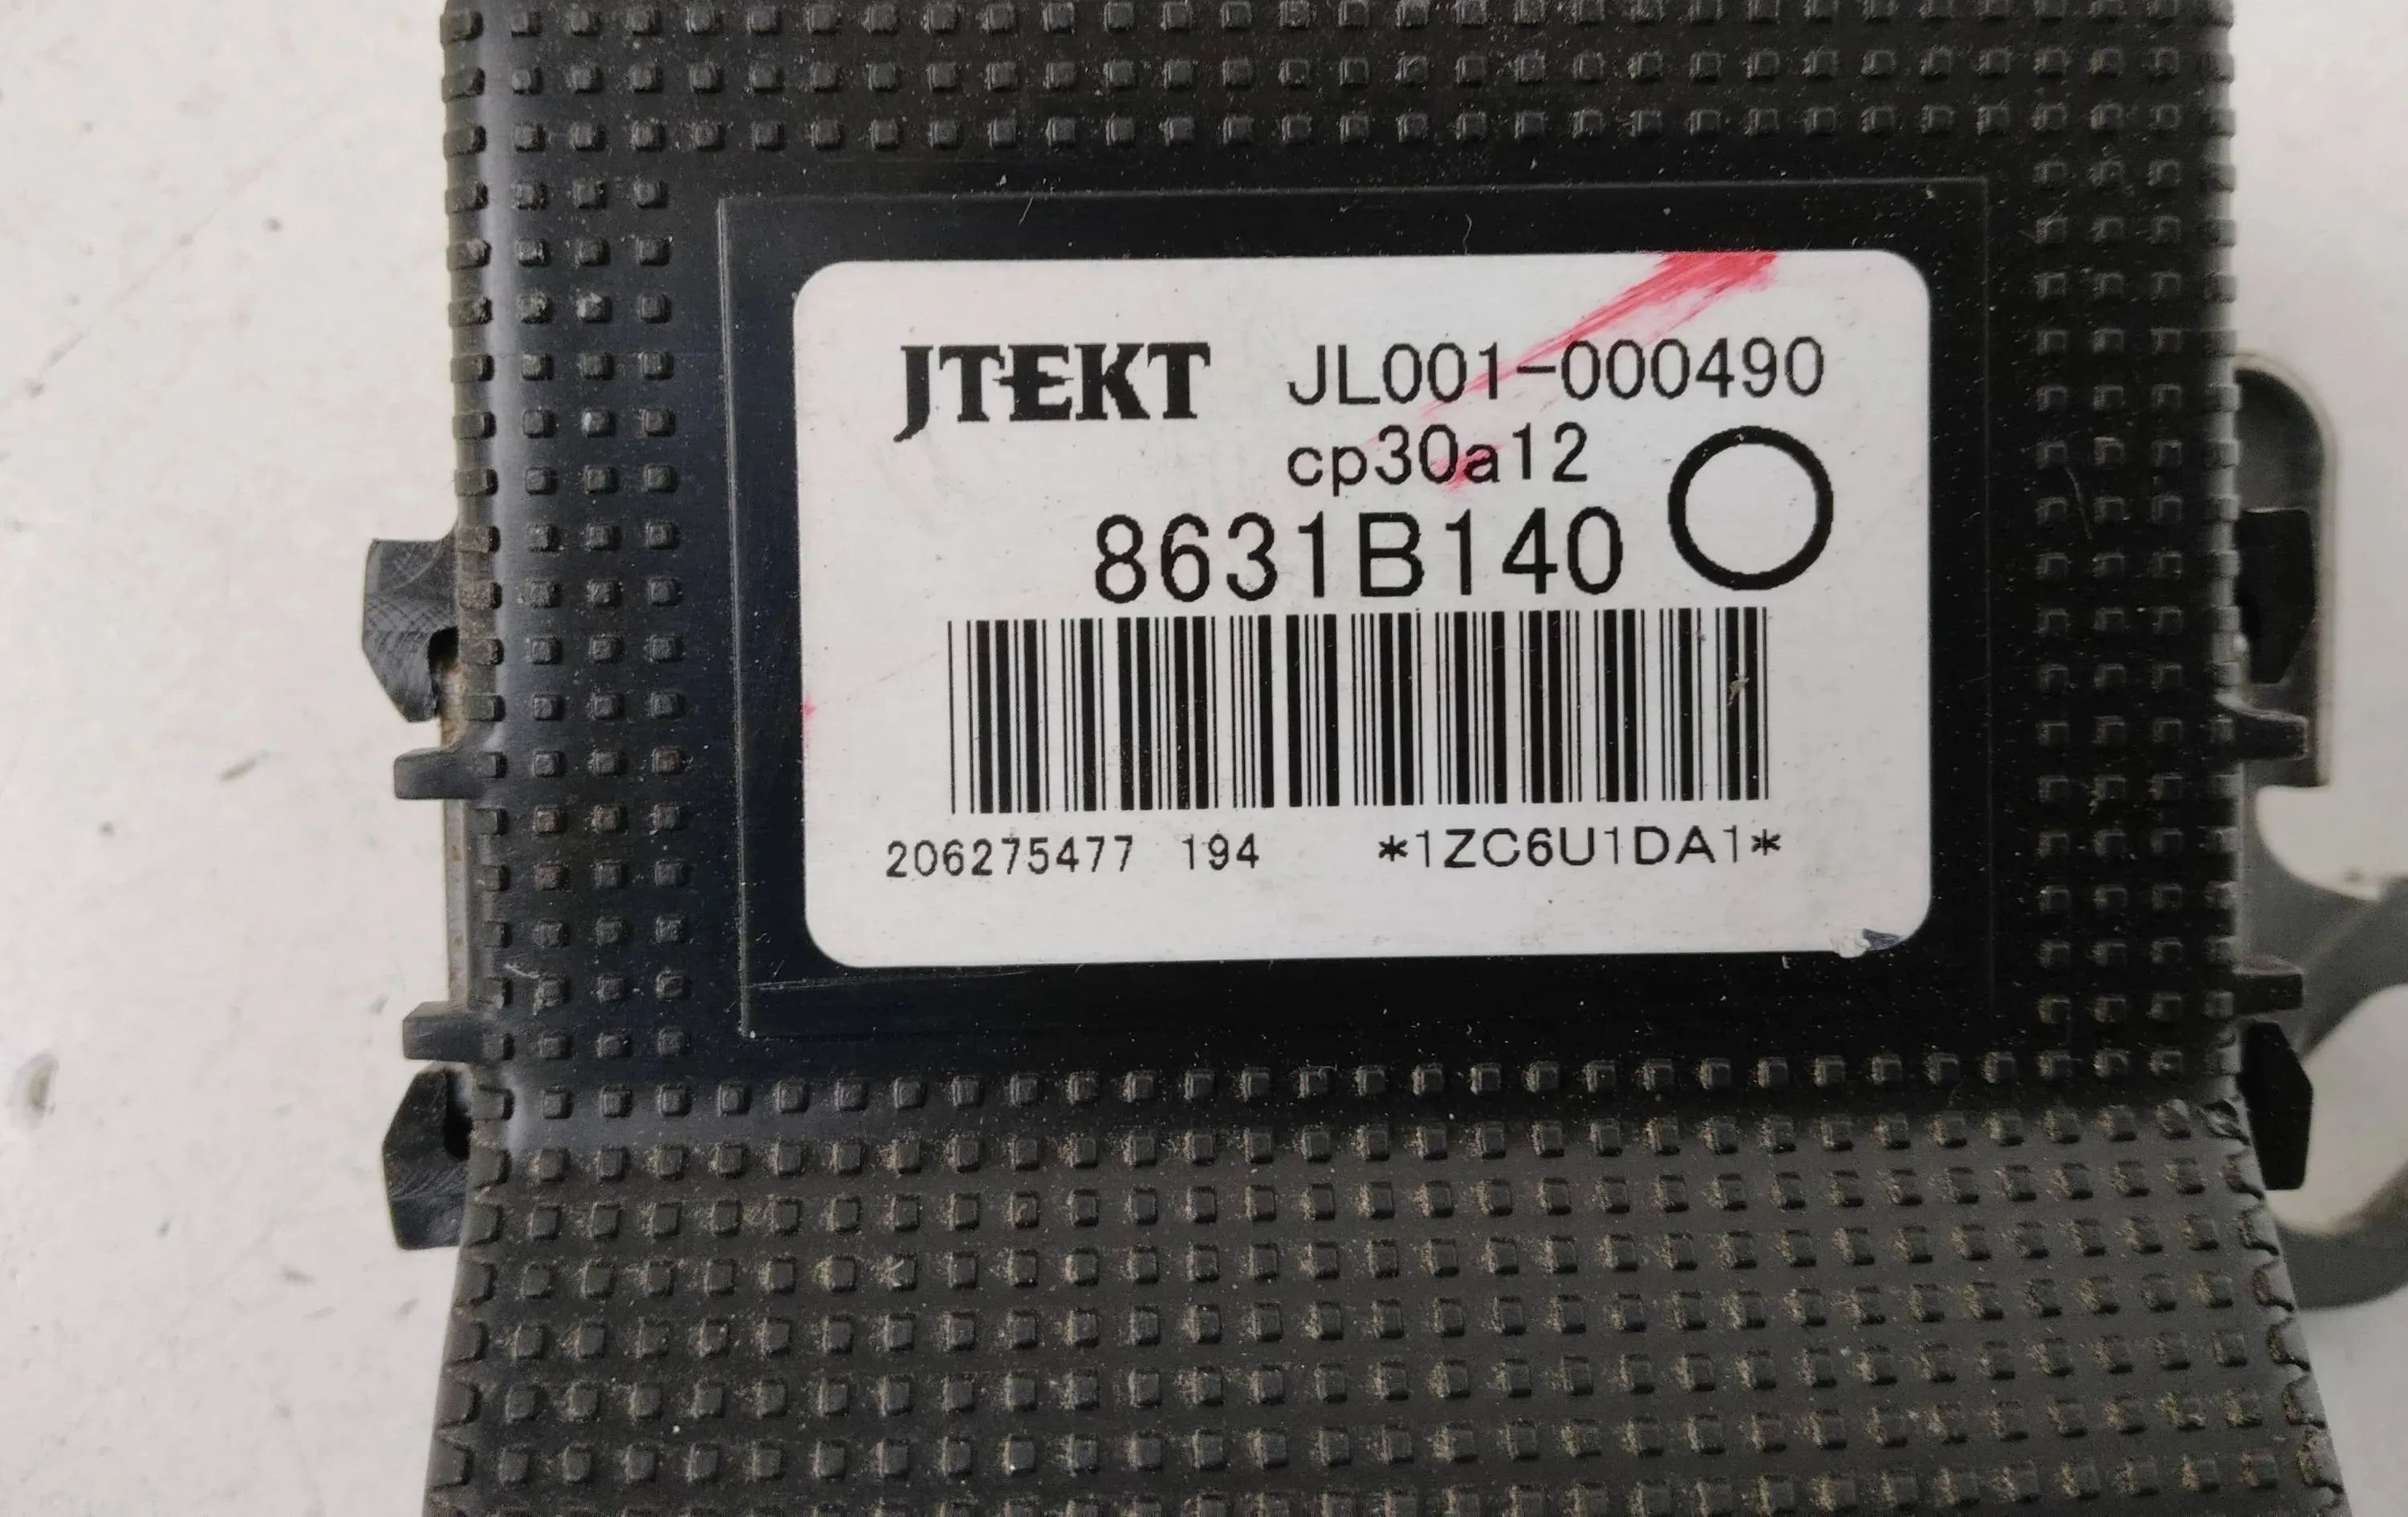 JTEKT JL001-000490
cp30a12
8631B140
206275477 194 *1ZC6U1DA1*